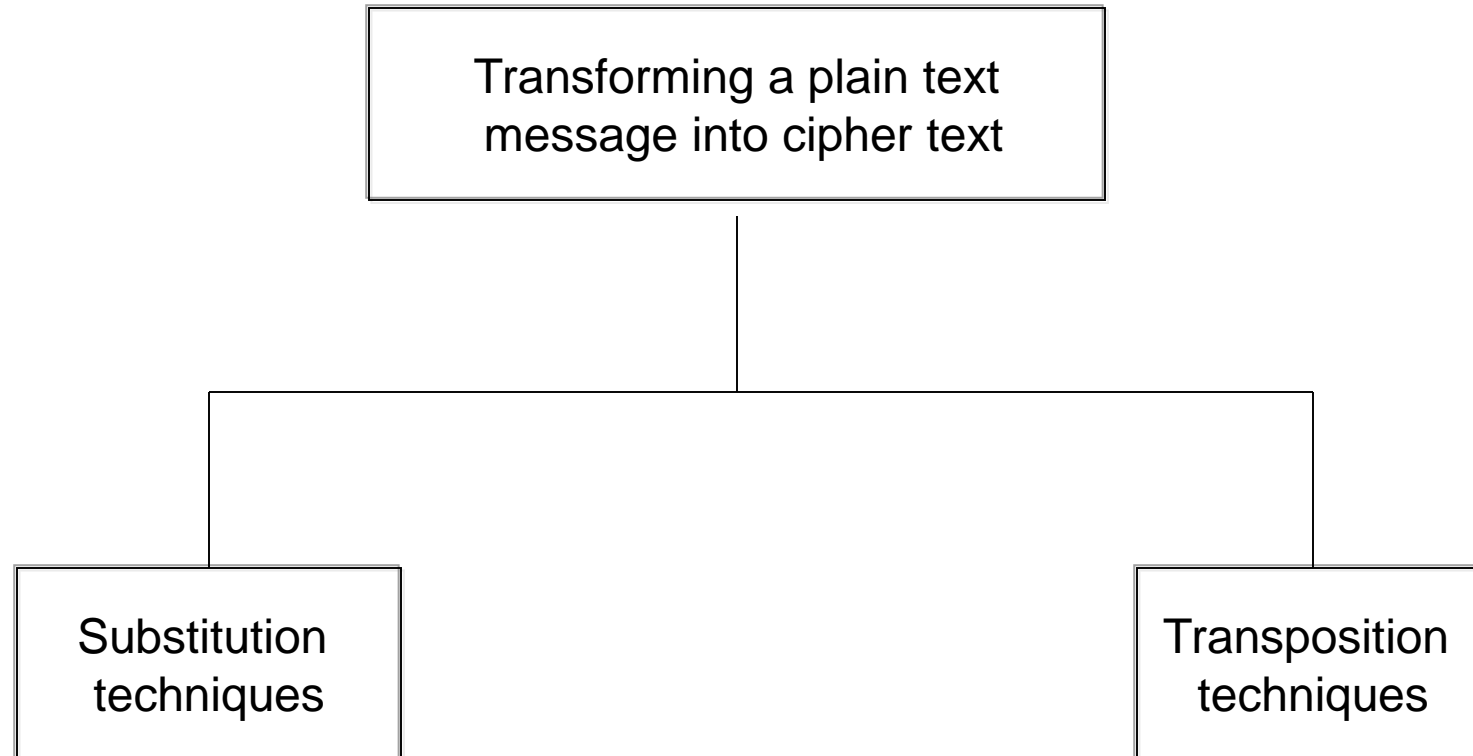 Transforming a plain text
message into cipher text
Substitution
techniques
Transposition
techniques